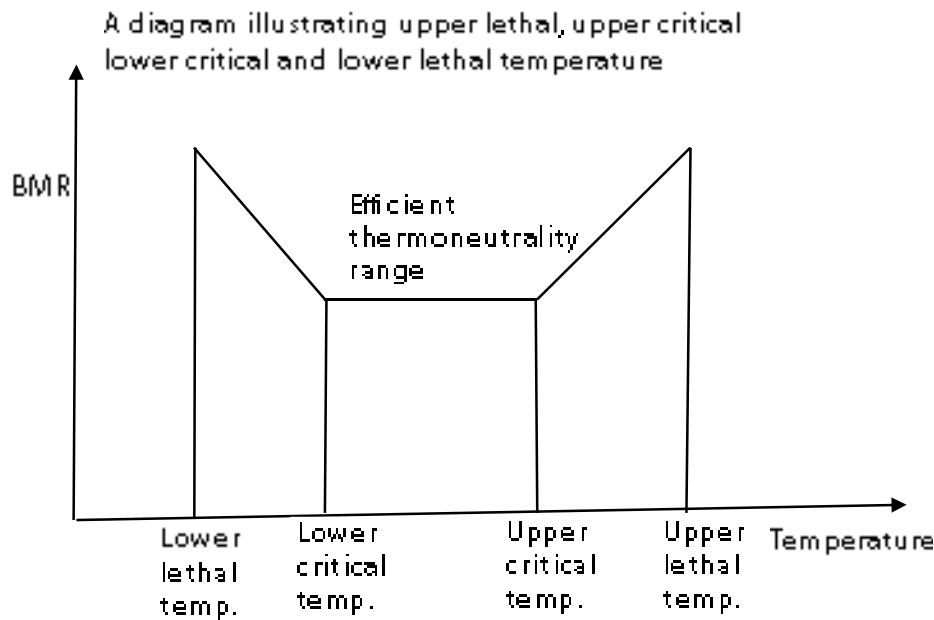 A diagram illustrating upper lethal, upper critical
lower critical and lower lethal temperature
BMR
Efficient
thermoneutrality
range
Lower
lethal
temp.
Lower
critical
temp.
Upper
critical
temp.
Upper
lethal
temp.
Temperature